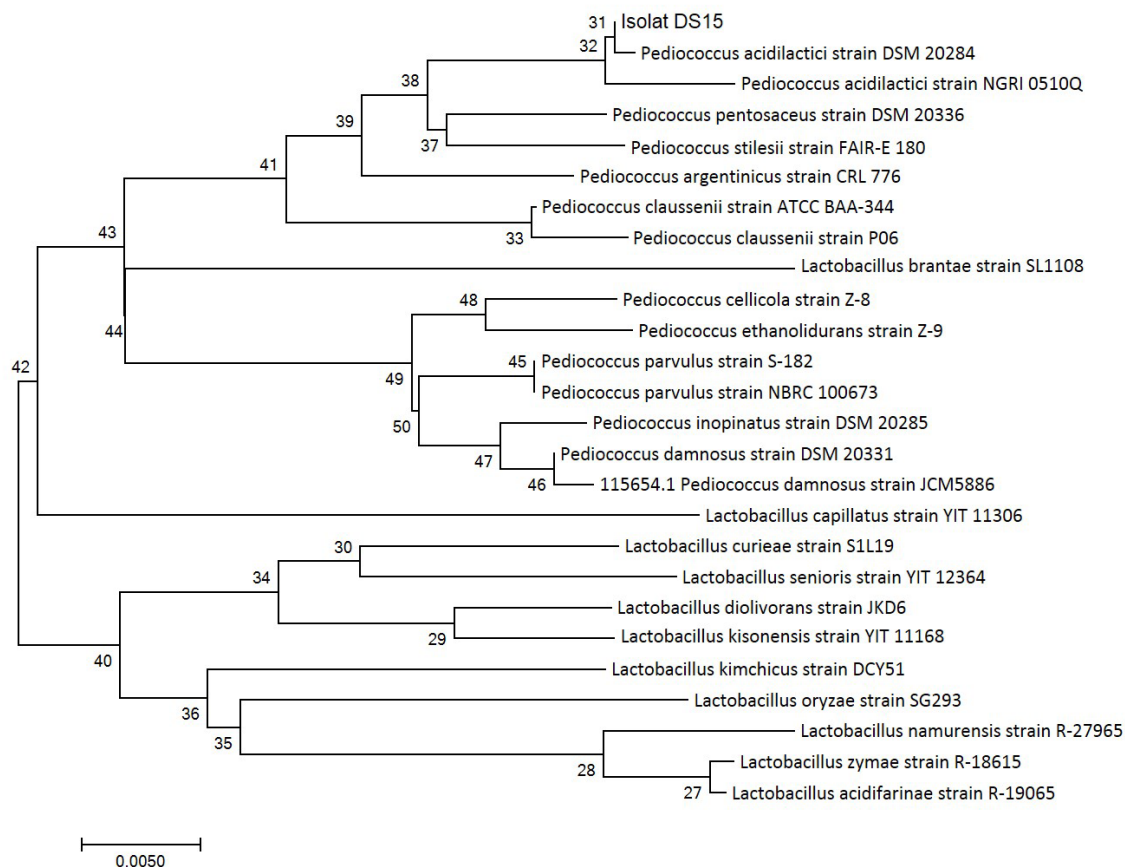 31 Isolat DS15
32 Pediococcus acidilactici strain DSM 20284
38 Pediococcus acidilactici strain NGRI 0510Q
Pediococcus pentosaceus strain DSM 20336
39
37 Pediococcus stilesii strain FAIR-E 180
41 Pediococcus argentinicus strain CRL 776
Pediococcus claussenii strain ATCC BAA-344
43 33 Pediococcus claussenii strain P06
Lactobacillus brantae strain SL1108
48 Pediococcus cellicola strain Z-8
44 Pediococcus ethanolidurans strain Z-9
42 45 Pediococcus parvulus strain S-182
49
Pediococcus parvulus strain NBRC 100673
50 Pediococcus inopinatus strain DSM 20285
47 Pediococcus damnosus strain DSM 20331
46 115654.1 Pediococcus damnosus strain JCM5886
Lactobacillus capillatus strain YIT 11306
30 Lactobacillus curieae strain S1L19
34 Lactobacillus senioris strain YIT 12364
Lactobacillus diolivorans strain JKD6
29 Lactobacillus kisonensis strain YIT 11168
40
Lactobacillus kimchicus strain DCY51
36 Lactobacillus oryzae strain SG293
35 Lactobacillus namurensis strain R-27965
28 Lactobacillus zymae strain R-18615
27 Lactobacillus acidifarinae strain R-19065
0.0050